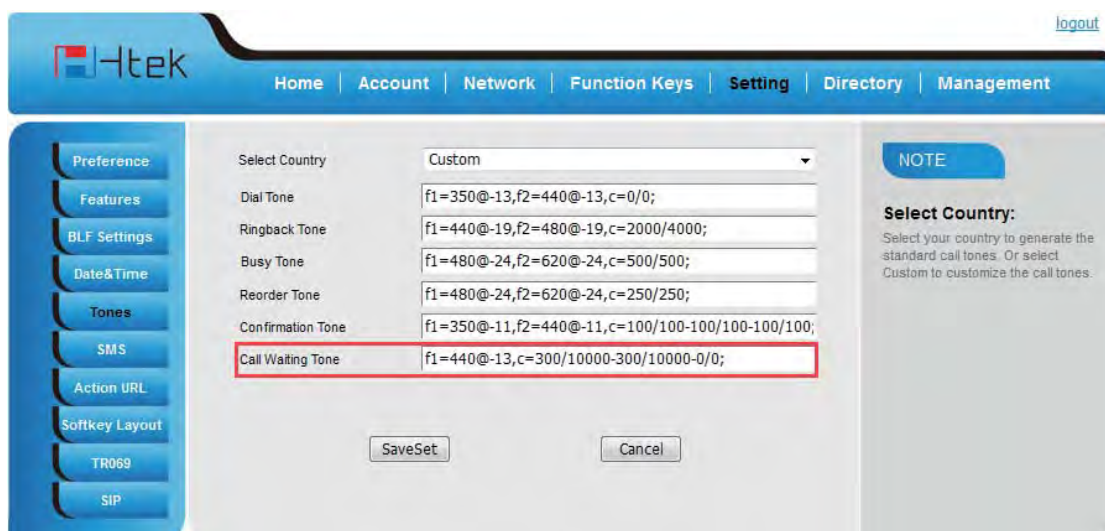 logout
Htek
Home | Account | Network | Function Keys | Setting | Directory | Management
Preference
Features
BLF Settings
Date&Time
Tones
SMS
Action URL
Softkey Layout
TR069
SIP
Select Country Custom
Dial Tone f1=350@-13,f2=440@-13,c=0/0;
Ringback Tone f1=440@-19,f2=480@-19,c=2000/4000;
Busy Tone f1=480@-24,f2=620@-24,c=500/500;
Reorder Tone f1=480@-24,f2=620@-24,c=250/250;
Confirmation Tone f1=350@-11,f2=440@-11,c=100/100-100/100-100/100;
Call Waiting Tone f1=440@-13,c=300/10000-300/10000-0/0;
SaveSet Cancel
NOTE
Select Country:
Select your country to generate the
standard call tones. Or select
Custom to customize the call tones.